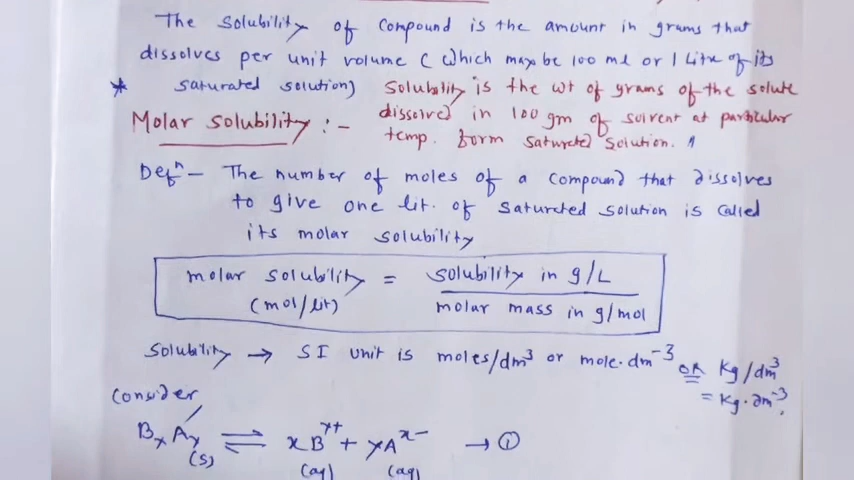 The solubility of compound is the amount in grams that
dissolves per unit volume ( which may be 100 ml or 1 Litre of its
* saturated solution) solubility is the wt of grams of the solute
dissolved in 100 gm of solvent at particular
Molar solubility :-
temp. form saturated solution.
Defⁿ – The number of moles of a compound that dissolves
to give one lit. of saturated solution is called
its molar solubility
molar solubility = solubility in g/L
(mol/lit) molar mass in g/mol
Solubility → SI unit is moles/dm³ or mole·dm⁻³ OR Kg/dm³
= Kg·dm⁻³.
Consider
BₓAᵧ (s) ⇌ xBʸ⁺ (aq) + yAˣ⁻ (aq) → ①